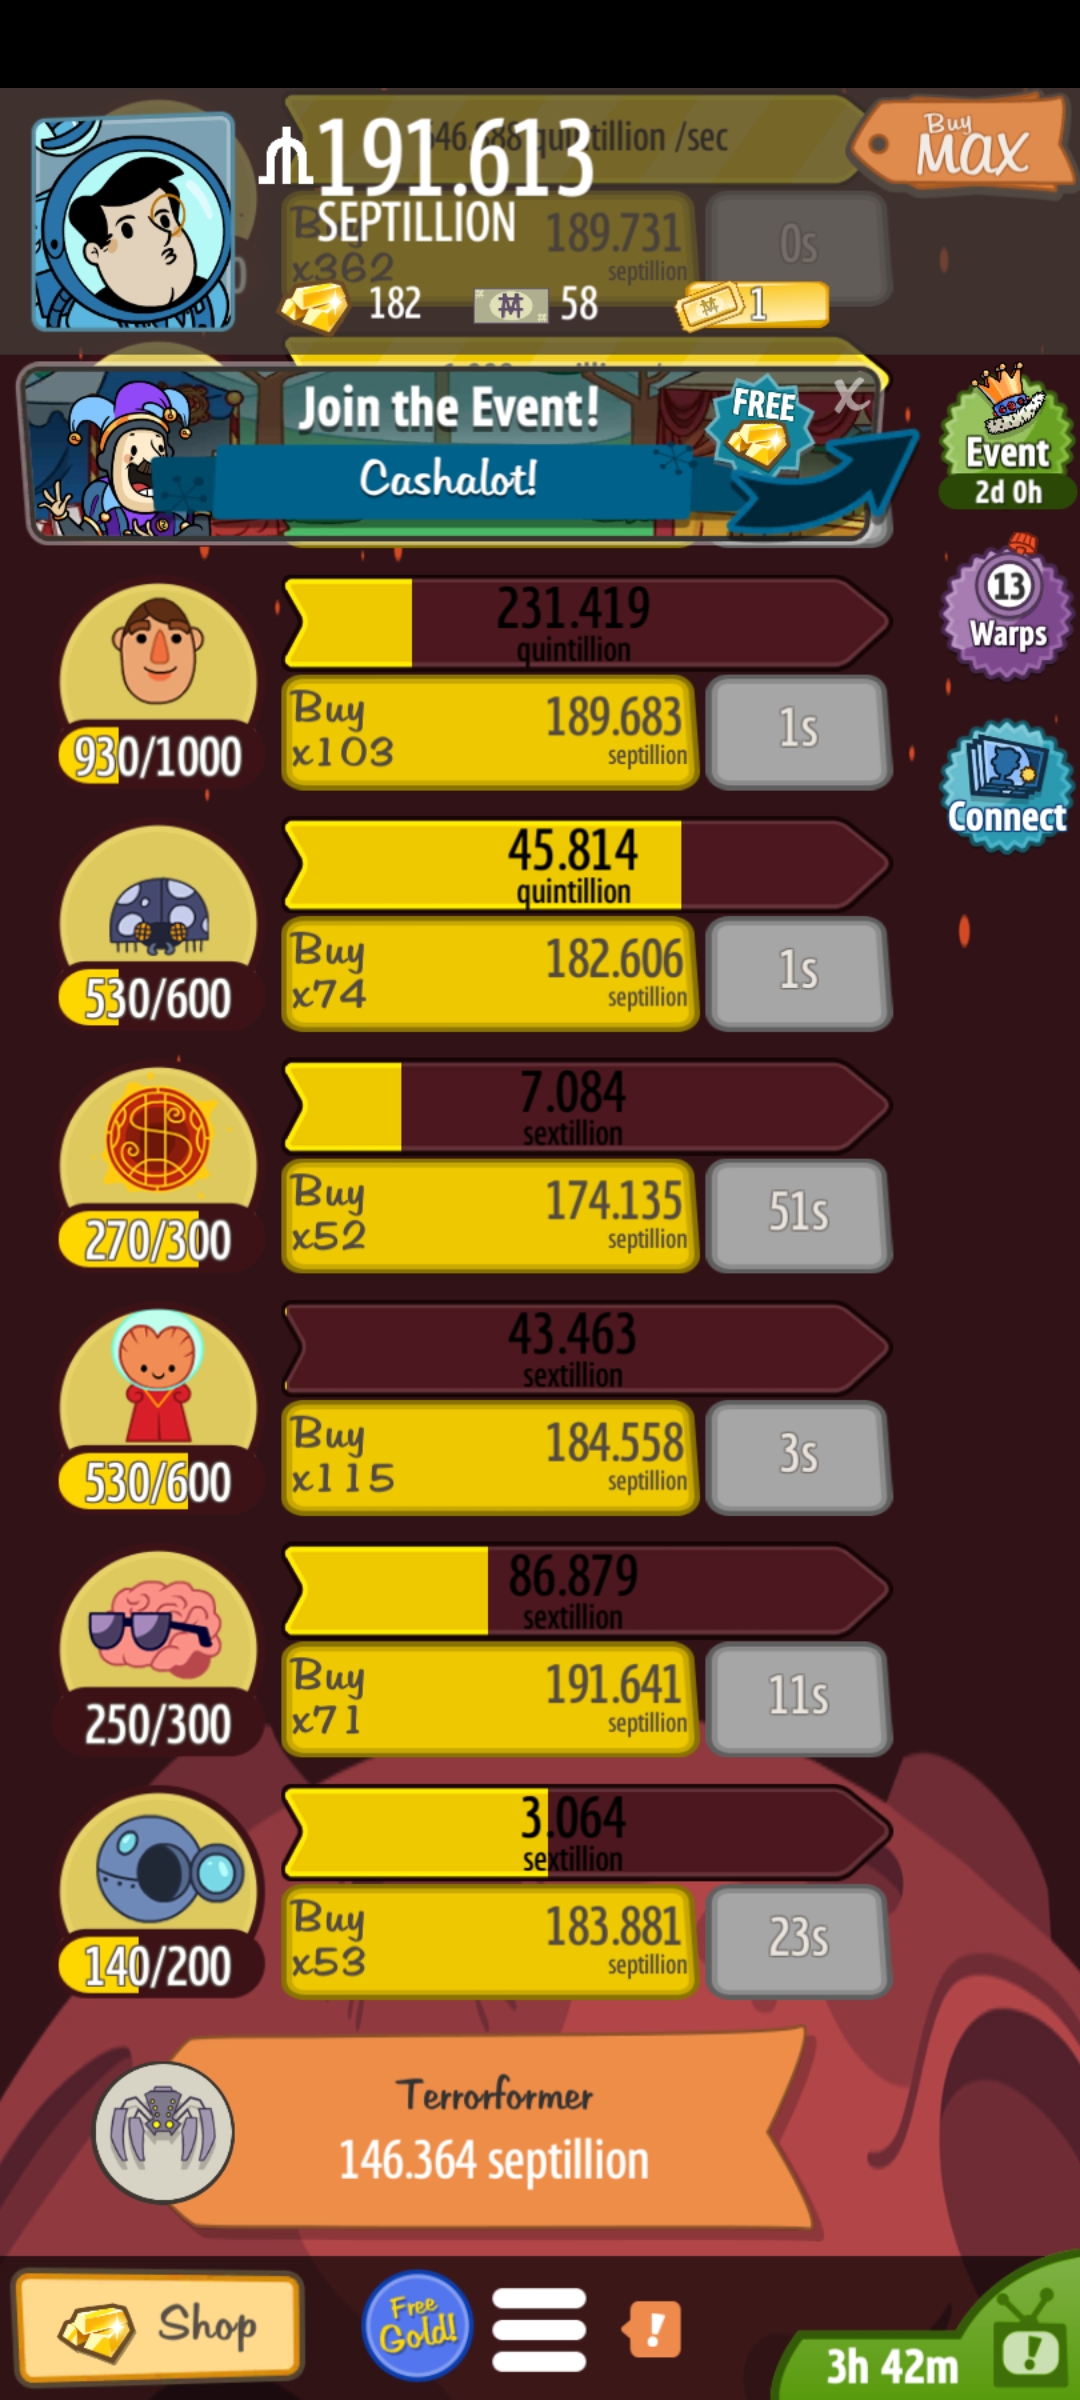 191.613
SEPTILLION
quintillion /sec
Buy
MAX
Buy
x362
189.731
septillion
0s
182
58
1
Join the Event!
FREE
X
Cashalot!
Event
2d 0h
231.419
quintillion
13
Warps
Buy
x103
189.683
septillion
1s
930/1000
Connect
45.814
quintillion
Buy
x74
182.606
septillion
1s
530/600
7.084
sextillion
Buy
x52
174.135
septillion
51s
270/300
43.463
sextillion
Buy
x115
184.558
septillion
3s
530/600
86.879
sextillion
Buy
x71
191.641
septillion
11s
250/300
3.064
sextillion
Buy
x53
183.881
septillion
23s
140/200
Terrorformer
146.364 septillion
Shop
Free
Gold!
!
!
3h 42m